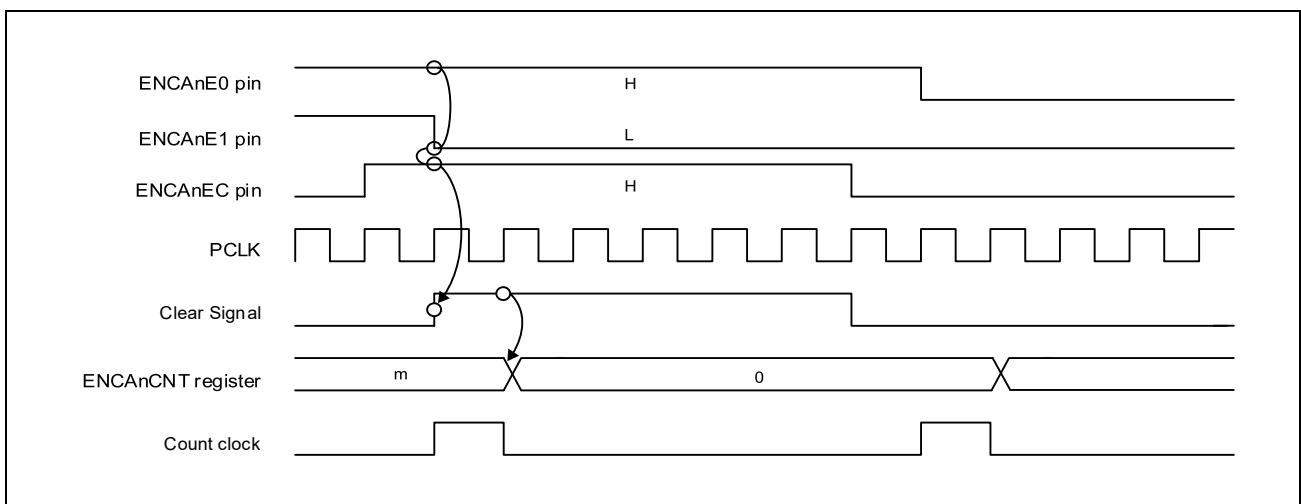 ENCAnE0 pin
H
ENCAnE1 pin
L
ENCAnEC pin
H
PCLK
Clear Signal
ENCAnCNT register
m
0
Count clock